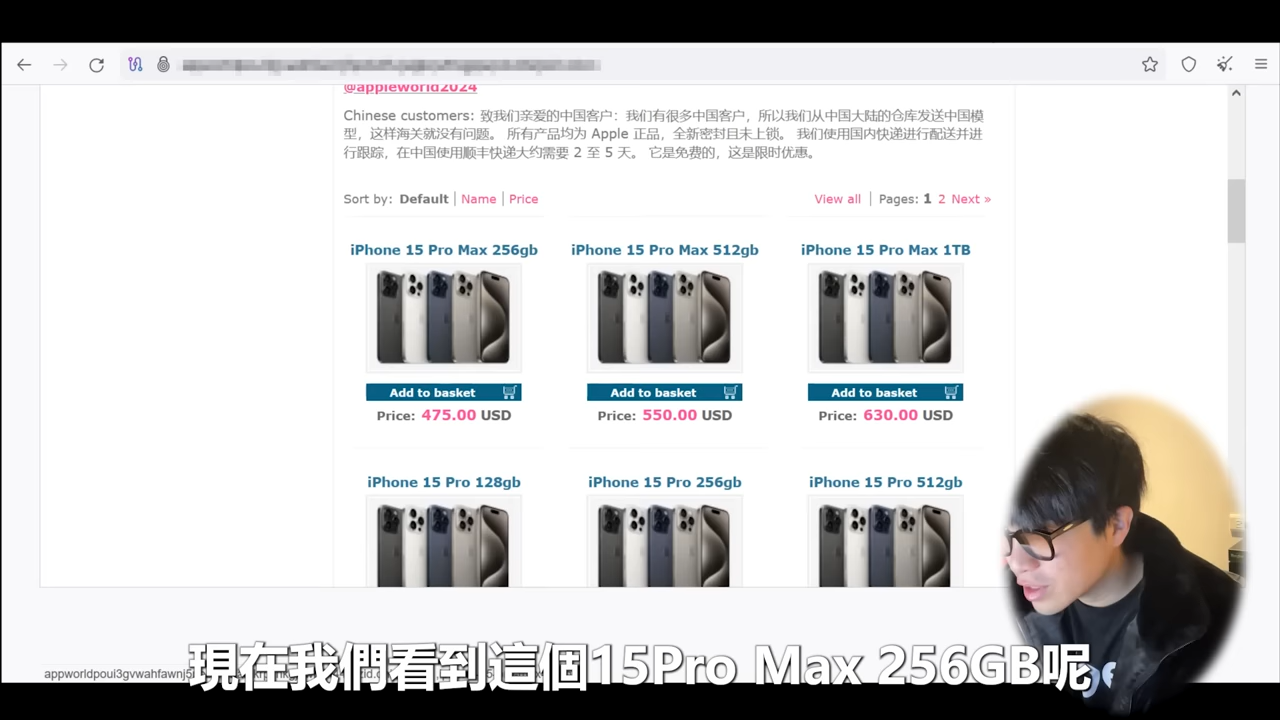 @appleworld2024
Chinese customers: 致我们亲爱的中国客户：我们有很多中国客户，所以我们从中国大陆的仓库发送中国模
型，这样海关就没有问题。 所有产品均为 Apple 正品，全新密封且未上锁。 我们使用国内快递进行配送并进
行跟踪，在中国使用顺丰快递大约需要 2 至 5 天。 它是免费的，这是限时优惠。
Sort by: Default | Name | Price
View all | Pages: 1 2 Next »
iPhone 15 Pro Max 256gb
iPhone 15 Pro Max 512gb
iPhone 15 Pro Max 1TB
Add to basket
Add to basket
Add to basket
Price: 475.00 USD
Price: 550.00 USD
Price: 630.00 USD
iPhone 15 Pro 128gb
iPhone 15 Pro 256gb
iPhone 15 Pro 512gb
現在我們看到這個15Pro Max 256GB呢